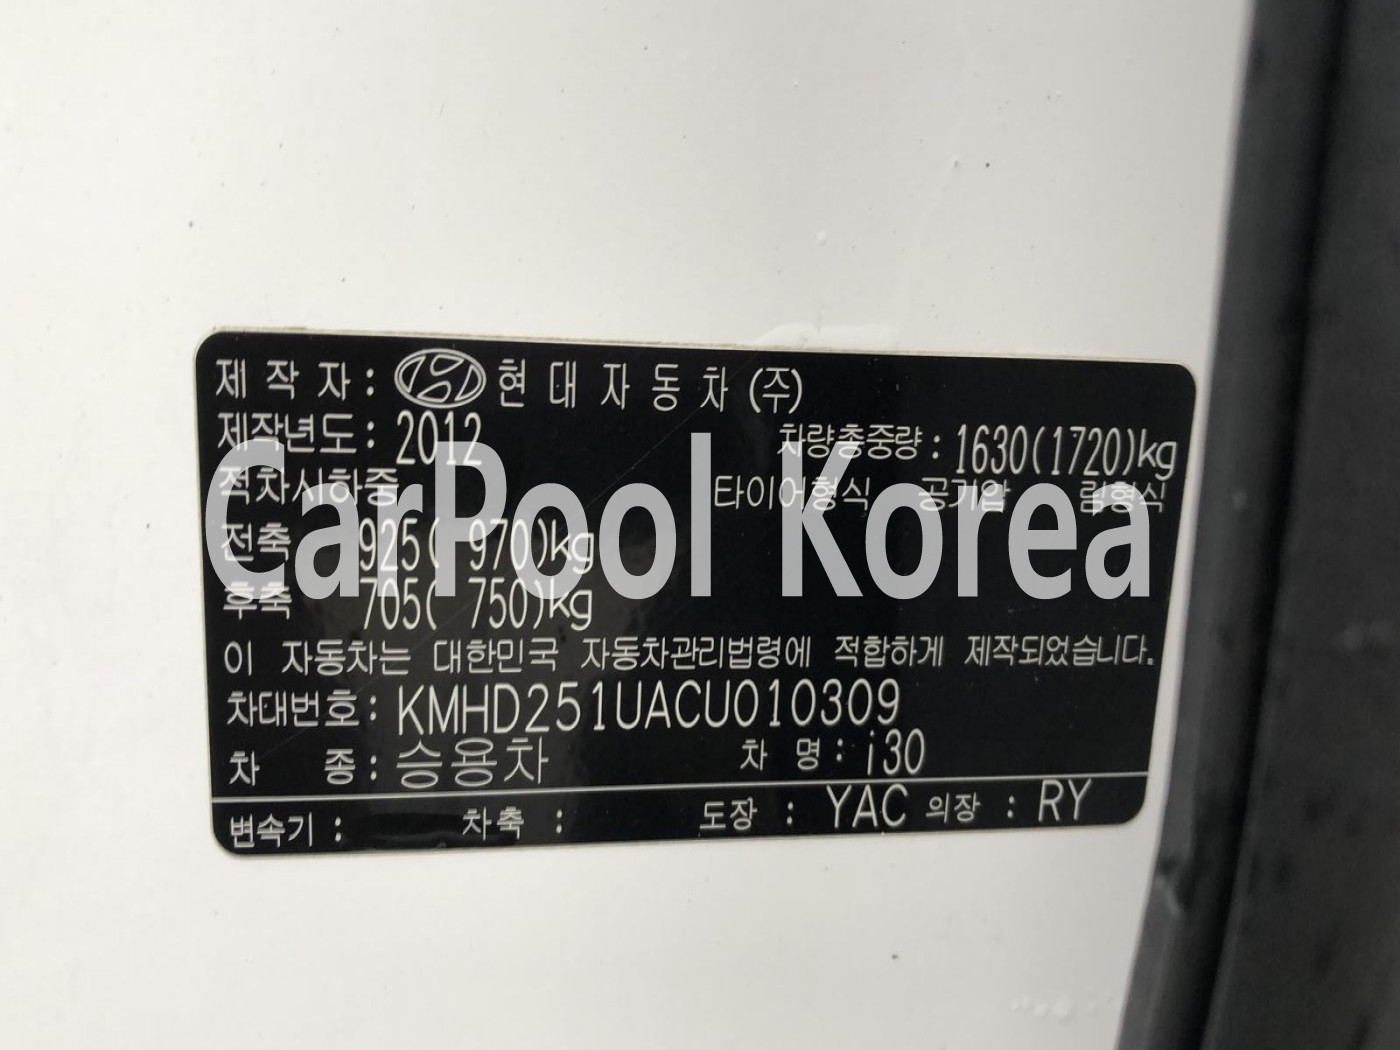 제 작 자 : 현 대 자 동 차 (주)
제작년도 : 2012 차량총중량 : 1630(1720)kg
적차시하중 타이어형식 공기압 림형식
CarPool Korea
전축 925( 970)kg
후축 705( 750)kg
이 자동차는 대한민국 자동차관리법령에 적합하게 제작되었습니다.
차대번호 : KMHD251UACU010309
차 종 : 승용차 차 명 : i30
변속기 : 차축 : 도장 : YAC 의장 : RY